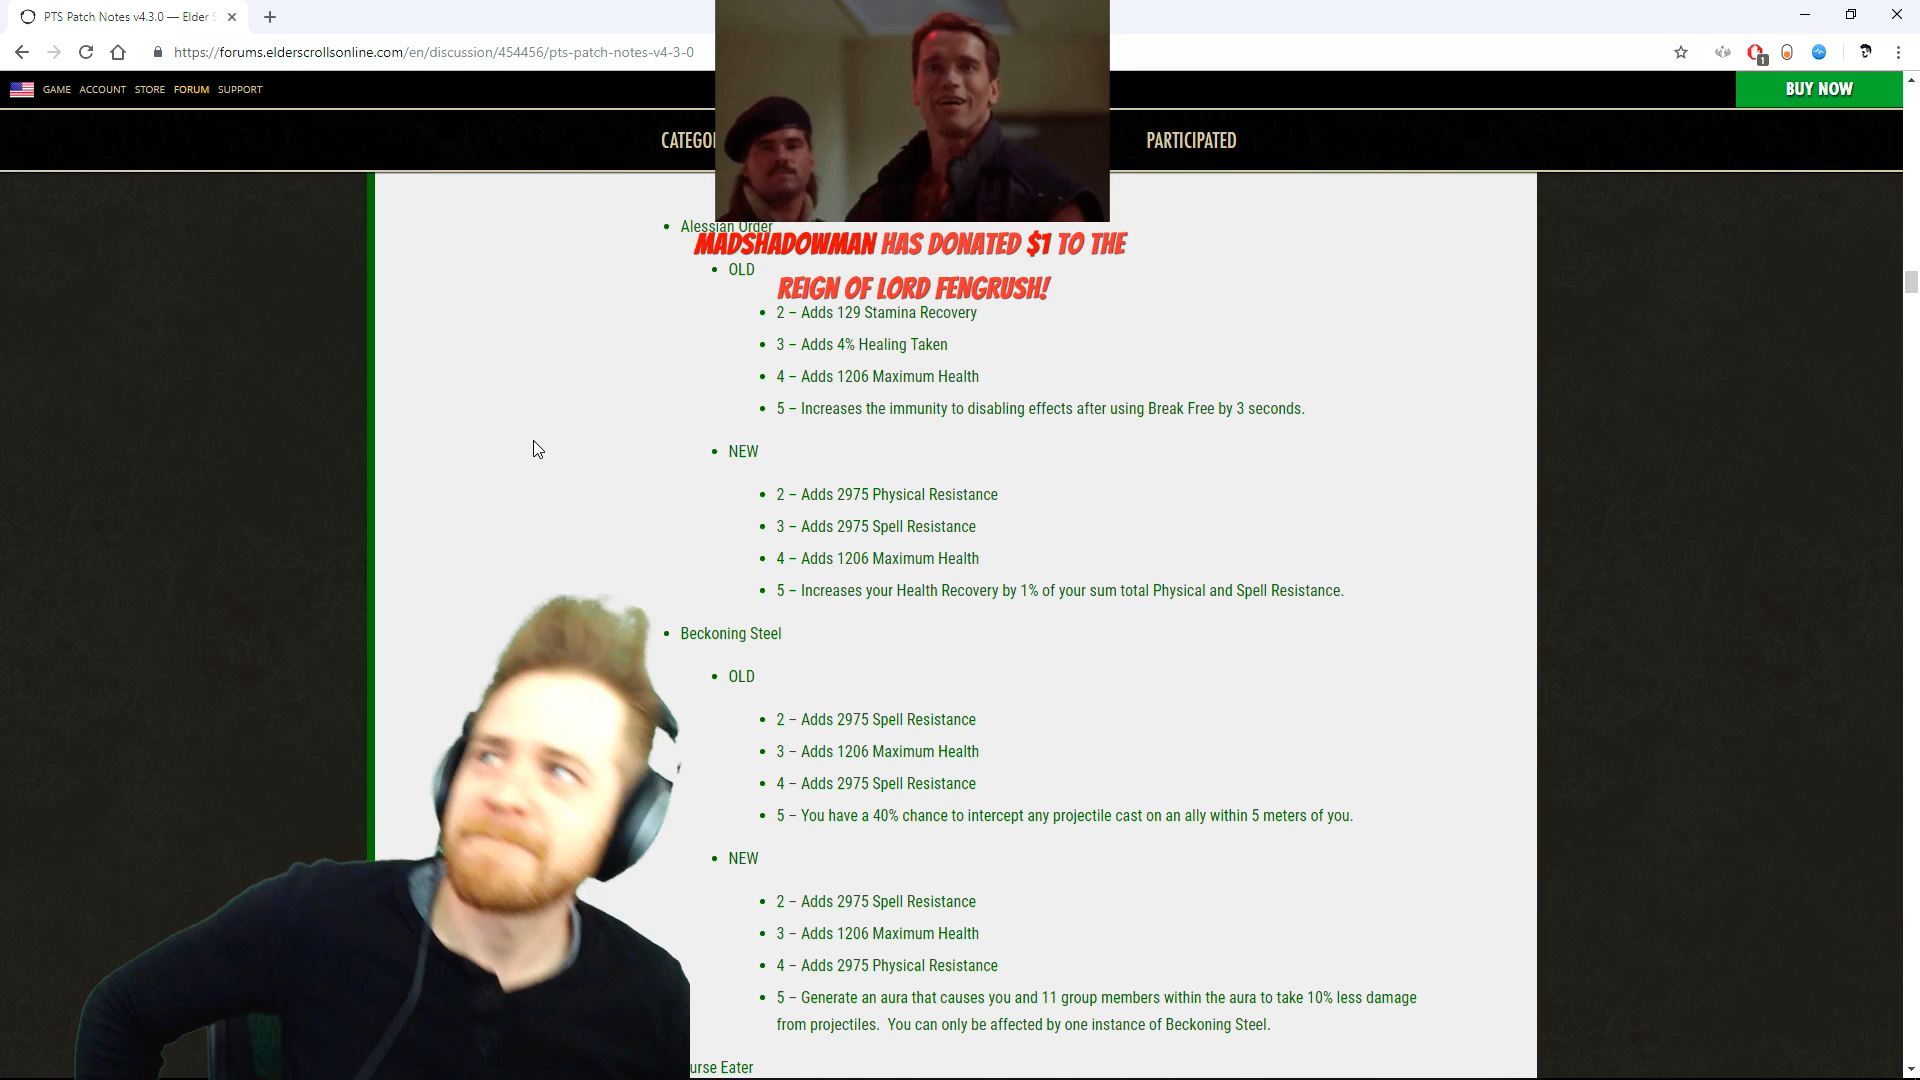 PTS Patch Notes v4.3.0 — Elder S
https://forums.elderscrollsonline.com/en/discussion/454456/pts-patch-notes-v4-3-0
1
GAME ACCOUNT STORE FORUM SUPPORT
BUY NOW
CATEGO
PARTICIPATED
Alessian Order
MADSHADOWMAN HAS DONATED $1 TO THE
REIGN OF LORD FENGRUSH!
OLD
2 – Adds 129 Stamina Recovery
3 – Adds 4% Healing Taken
4 – Adds 1206 Maximum Health
5 – Increases the immunity to disabling effects after using Break Free by 3 seconds.
NEW
2 – Adds 2975 Physical Resistance
3 – Adds 2975 Spell Resistance
4 – Adds 1206 Maximum Health
5 – Increases your Health Recovery by 1% of your sum total Physical and Spell Resistance.
Beckoning Steel
OLD
2 – Adds 2975 Spell Resistance
3 – Adds 1206 Maximum Health
4 – Adds 2975 Spell Resistance
5 – You have a 40% chance to intercept any projectile cast on an ally within 5 meters of you.
NEW
2 – Adds 2975 Spell Resistance
3 – Adds 1206 Maximum Health
4 – Adds 2975 Physical Resistance
5 – Generate an aura that causes you and 11 group members within the aura to take 10% less damage
from projectiles.  You can only be affected by one instance of Beckoning Steel.
urse Eater